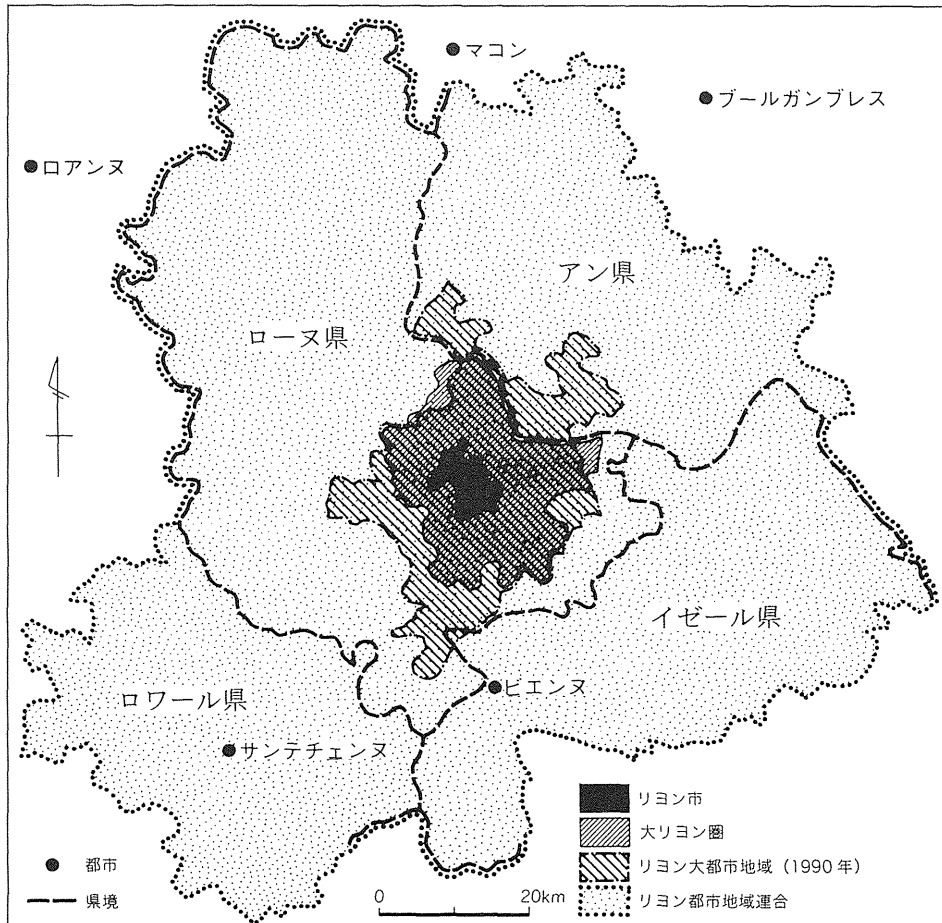 マコン
ブールガンブレス
ロアンヌ
アン県
ローヌ県
イゼール県
ロワール県
ビエンヌ
サンテチェンヌ
リヨン市
大リヨン圏
都市
リヨン大都市地域（1990年）
県境
0 20km
リヨン都市地域連合